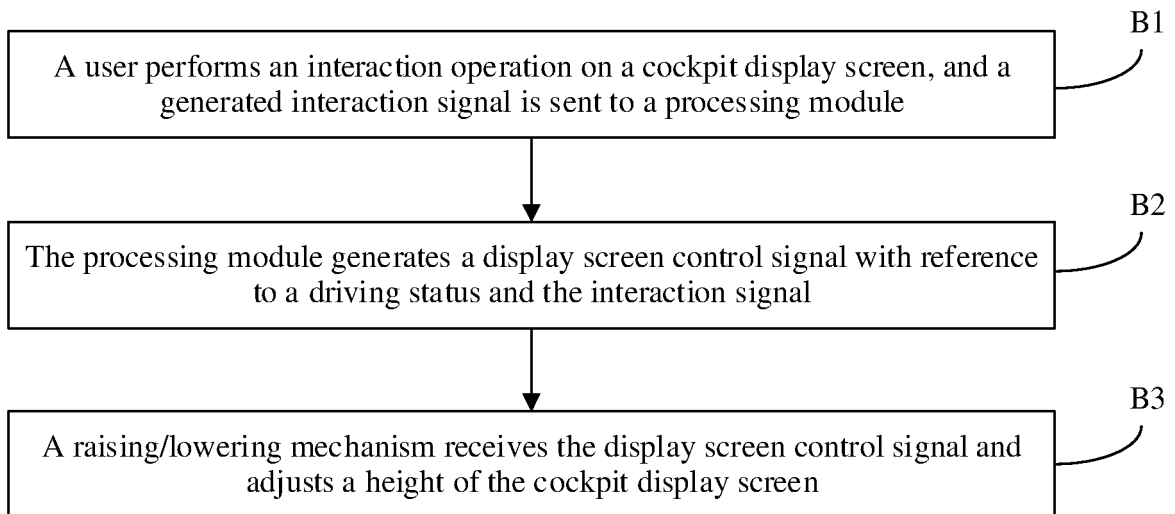 B1
A user performs an interaction operation on a cockpit display screen, and a
generated interaction signal is sent to a processing module
B2
The processing module generates a display screen control signal with reference
to a driving status and the interaction signal
B3
A raising/lowering mechanism receives the display screen control signal and
adjusts a height of the cockpit display screen